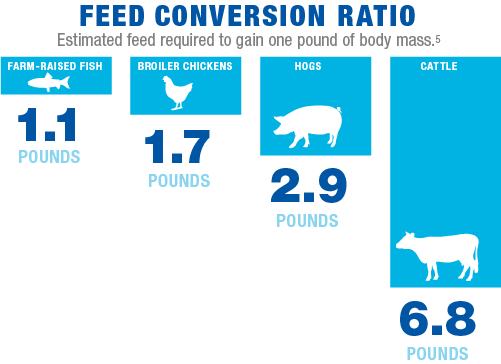 FEED CONVERSION RATIO
Estimated feed required to gain one pound of body mass.⁵
FARM-RAISED FISH
1.1
POUNDS
BROILER CHICKENS
1.7
POUNDS
HOGS
2.9
POUNDS
CATTLE
6.8
POUNDS